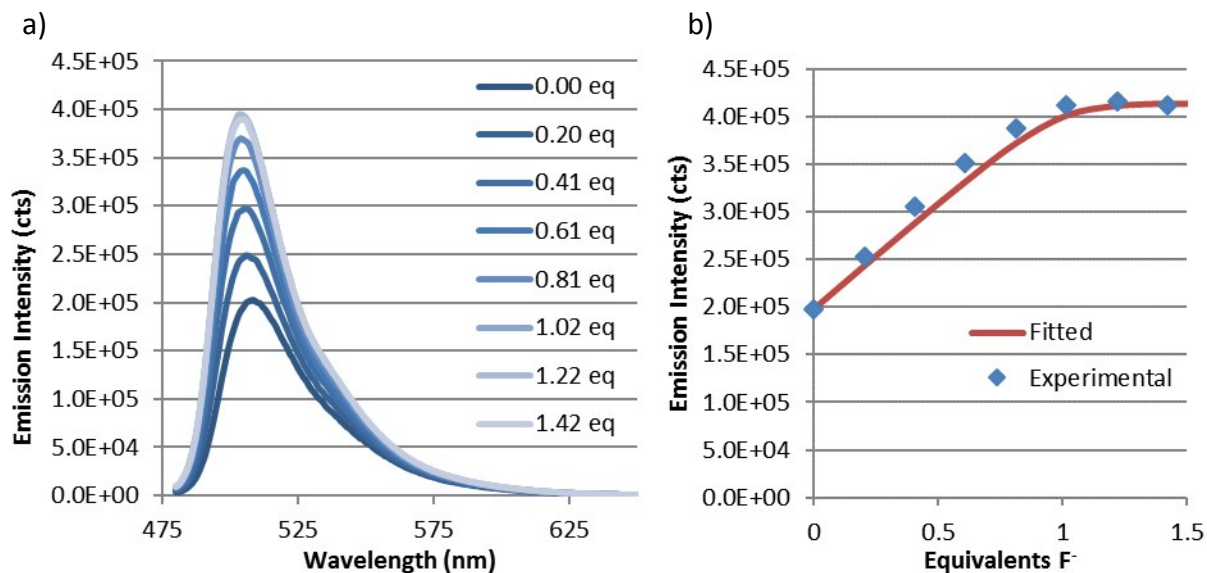 a)
4.5E+05
4.0E+05
3.5E+05
3.0E+05
2.5E+05
2.0E+05
1.5E+05
1.0E+05
5.0E+04
0.0E+00
Emission Intensity (cts)
475
525
575
625
Wavelength (nm)
0.00 eq
0.20 eq
0.41 eq
0.61 eq
0.81 eq
1.02 eq
1.22 eq
1.42 eq
b)
4.5E+05
4.0E+05
3.5E+05
3.0E+05
2.5E+05
2.0E+05
1.5E+05
1.0E+05
5.0E+04
0.0E+00
Emission Intensity (cts)
0
0.5
1
1.5
Equivalents F⁻
Fitted
Experimental